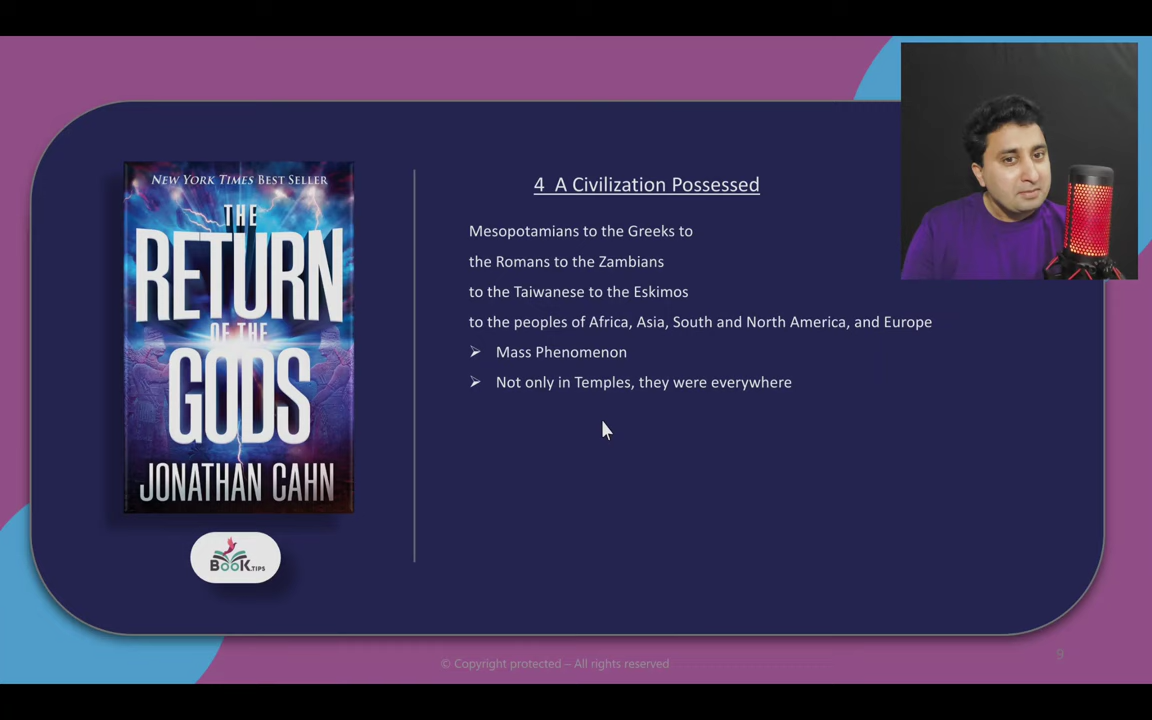 NEW YORK TIMES BEST SELLER
THE
RETURN
OF THE
GODS
JONATHAN CAHN
BOOK.TIPS
4 A Civilization Possessed
Mesopotamians to the Greeks to
the Romans to the Zambians
to the Taiwanese to the Eskimos
to the peoples of Africa, Asia, South and North America, and Europe
➢ Mass Phenomenon
➢ Not only in Temples, they were everywhere
© Copyright protected – All rights reserved
9